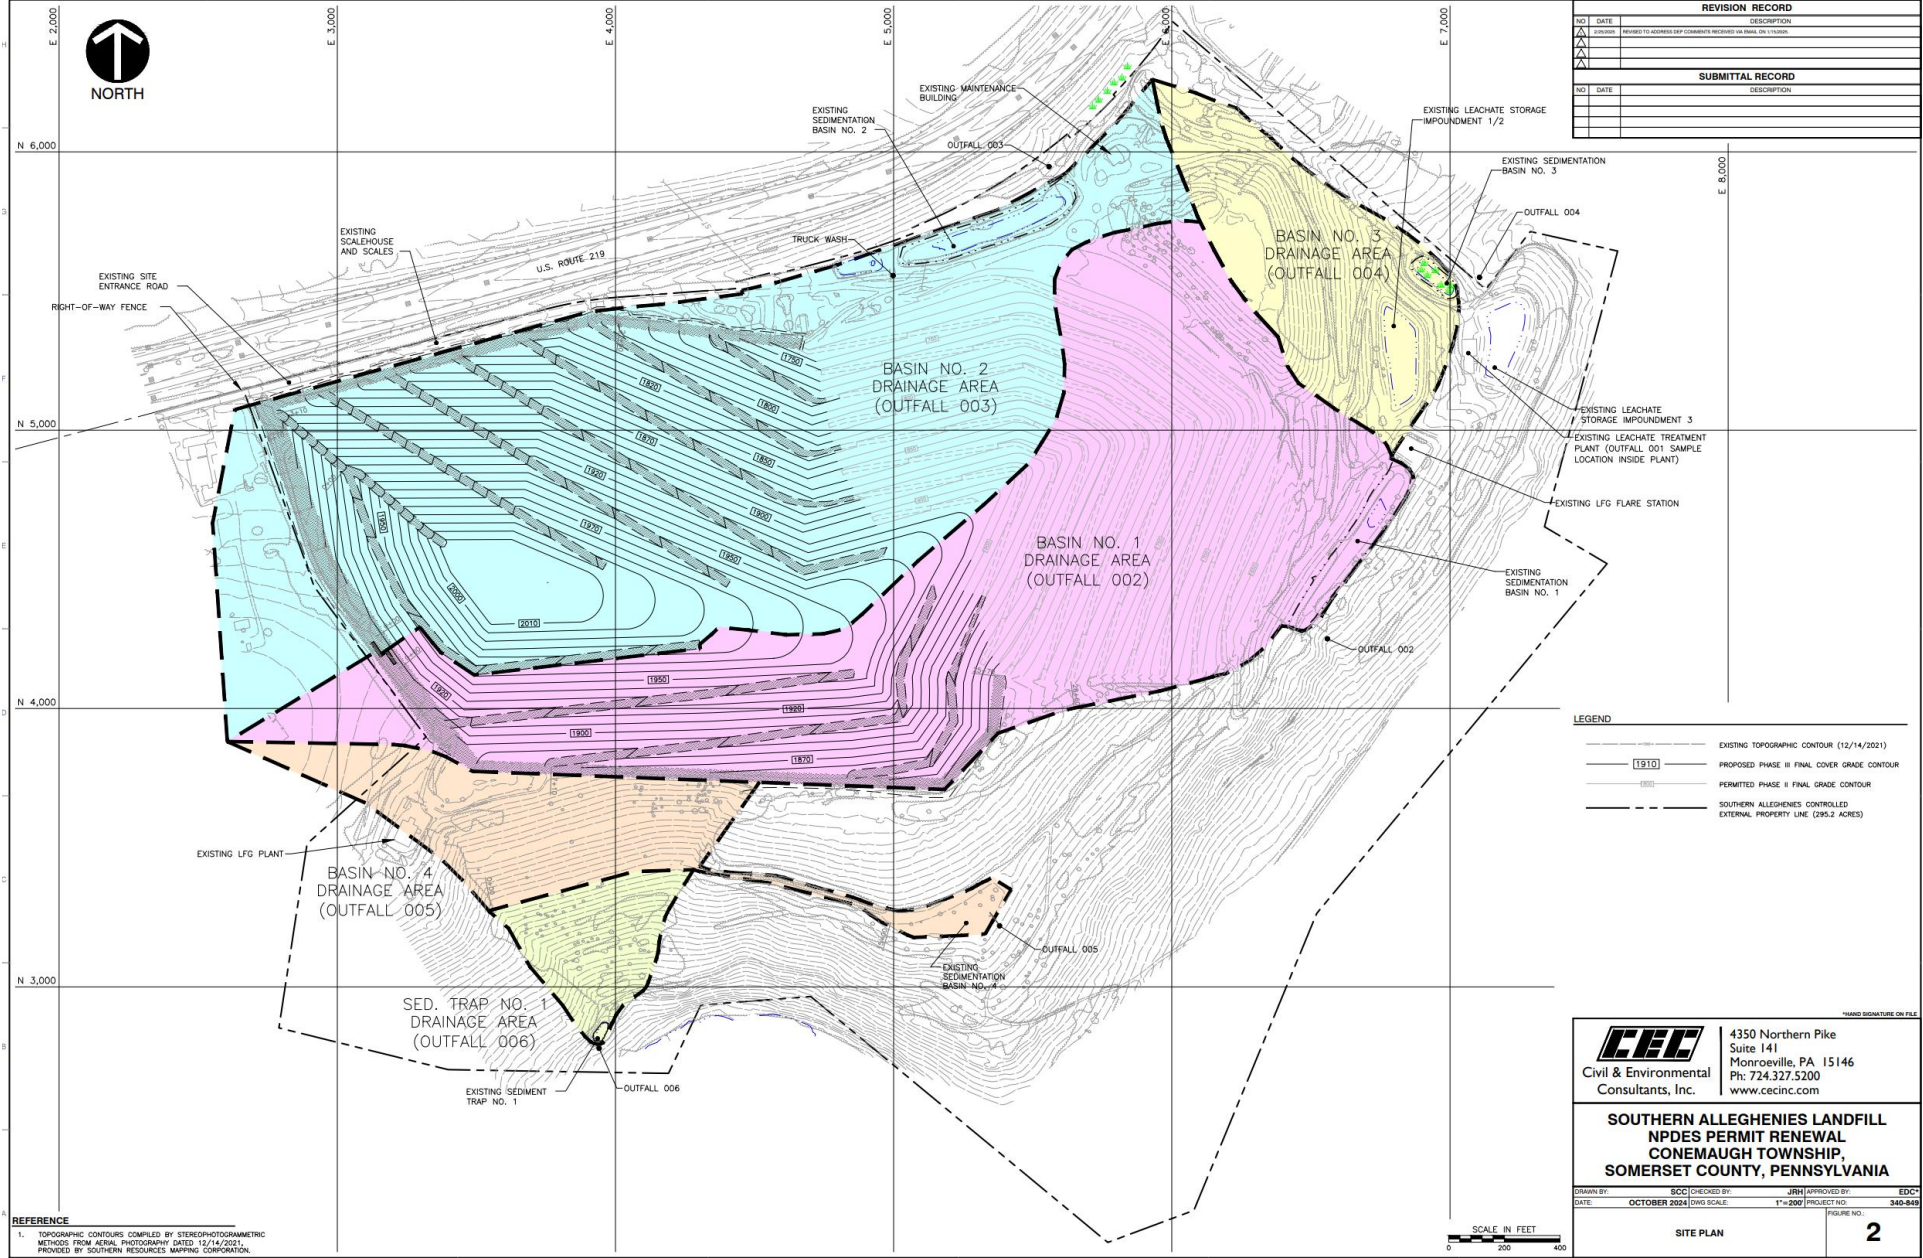 E 2,000
E 3,000
E 4,000
E 5,000
E 6,000
E 7,000
E 8,000
NORTH
N 6,000
N 5,000
N 4,000
N 3,000
REVISION RECORD
NO DATE DESCRIPTION
2/25/2025 REVISED TO ADDRESS DEP COMMENTS RECEIVED VIA EMAIL ON 1/15/2025.
SUBMITTAL RECORD
NO DATE DESCRIPTION
EXISTING MAINTENANCE
BUILDING
EXISTING
SEDIMENTATION
BASIN NO. 2
OUTFALL 003
EXISTING LEACHATE STORAGE
IMPOUNDMENT 1/2
EXISTING SEDIMENTATION
BASIN NO. 3
OUTFALL 004
EXISTING
SCALEHOUSE
AND SCALES
TRUCK WASH
U.S. ROUTE 219
EXISTING SITE
ENTRANCE ROAD
RIGHT-OF-WAY FENCE
BASIN NO. 3
DRAINAGE AREA
(OUTFALL 004)
BASIN NO. 2
DRAINAGE AREA
(OUTFALL 003)
BASIN NO. 1
DRAINAGE AREA
(OUTFALL 002)
EXISTING LEACHATE
STORAGE IMPOUNDMENT 3
EXISTING LEACHATE TREATMENT
PLANT (OUTFALL 001 SAMPLE
LOCATION INSIDE PLANT)
EXISTING LFG FLARE STATION
EXISTING
SEDIMENTATION
BASIN NO. 1
OUTFALL 002
1750
1820
1800
1870
1850
1920
1900
1970
1950
1950
2000
2010
1920
1950
1920
1900
1870
EXISTING LFG PLANT
BASIN NO. 4
DRAINAGE AREA
(OUTFALL 005)
OUTFALL 005
EXISTING
SEDIMENTATION
BASIN NO. 4
SED. TRAP NO. 1
DRAINAGE AREA
(OUTFALL 006)
EXISTING SEDIMENT
TRAP NO. 1
OUTFALL 006
LEGEND
EXISTING TOPOGRAPHIC CONTOUR (12/14/2021)
1910 PROPOSED PHASE III FINAL COVER GRADE CONTOUR
PERMITTED PHASE II FINAL GRADE CONTOUR
SOUTHERN ALLEGHENIES CONTROLLED
EXTERNAL PROPERTY LINE (295.2 ACRES)
*HAND SIGNATURE ON FILE
CEC
Civil & Environmental
Consultants, Inc.
4350 Northern Pike
Suite 141
Monroeville, PA 15146
Ph: 724.327.5200
www.cecinc.com
SOUTHERN ALLEGHENIES LANDFILL
NPDES PERMIT RENEWAL
CONEMAUGH TOWNSHIP,
SOMERSET COUNTY, PENNSYLVANIA
DRAWN BY: SCC CHECKED BY: JRH APPROVED BY: EDC*
DATE: OCTOBER 2024 DWG SCALE: 1"=200' PROJECT NO: 340-849
SITE PLAN
FIGURE NO.:
2
SCALE IN FEET
0 200 400
REFERENCE
1. TOPOGRAPHIC CONTOURS COMPILED BY STEREOPHOTOGRAMMETRIC
METHODS FROM AERIAL PHOTOGRAPHY DATED 12/14/2021,
PROVIDED BY SOUTHERN RESOURCES MAPPING CORPORATION.